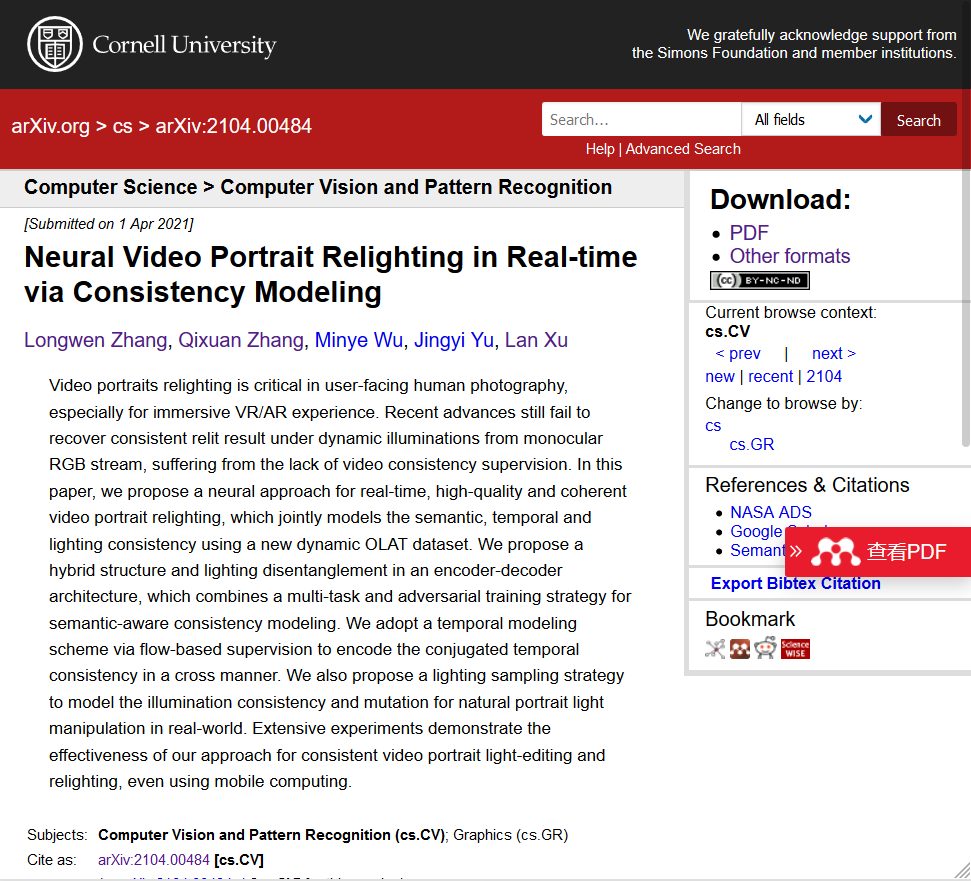 Cornell University
We gratefully acknowledge support from
the Simons Foundation and member institutions.
arXiv.org > cs > arXiv:2104.00484
Search...
All fields
Search
Help | Advanced Search
Computer Science > Computer Vision and Pattern Recognition
[Submitted on 1 Apr 2021]
Neural Video Portrait Relighting in Real-time
via Consistency Modeling
Longwen Zhang, Qixuan Zhang, Minye Wu, Jingyi Yu, Lan Xu
Video portraits relighting is critical in user-facing human photography,
especially for immersive VR/AR experience. Recent advances still fail to
recover consistent relit result under dynamic illuminations from monocular
RGB stream, suffering from the lack of video consistency supervision. In this
paper, we propose a neural approach for real-time, high-quality and coherent
video portrait relighting, which jointly models the semantic, temporal and
lighting consistency using a new dynamic OLAT dataset. We propose a
hybrid structure and lighting disentanglement in an encoder-decoder
architecture, which combines a multi-task and adversarial training strategy for
semantic-aware consistency modeling. We adopt a temporal modeling
scheme via flow-based supervision to encode the conjugated temporal
consistency in a cross manner. We also propose a lighting sampling strategy
to model the illumination consistency and mutation for natural portrait light
manipulation in real-world. Extensive experiments demonstrate the
effectiveness of our approach for consistent video portrait light-editing and
relighting, even using mobile computing.
Subjects: Computer Vision and Pattern Recognition (cs.CV); Graphics (cs.GR)
Cite as: arXiv:2104.00484 [cs.CV]
Download:
PDF
Other formats
(cc) BY-NC-ND
Current browse context:
cs.CV
< prev | next >
new | recent | 2104
Change to browse by:
cs
cs.GR
References & Citations
NASA ADS
Google
Semant
» 查看PDF
Export Bibtex Citation
Bookmark
Science
WISE